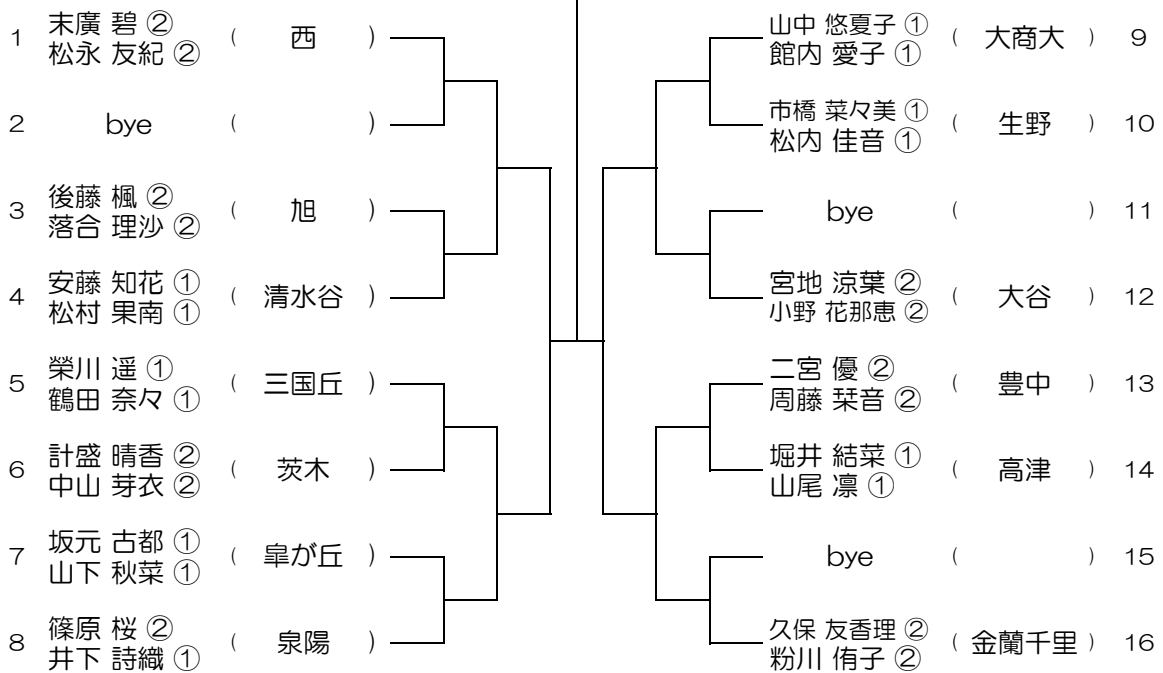 1 末廣 碧 ② ( 西 )
松永 友紀 ②
2 bye ( )
3 後藤 楓 ② ( 旭 )
落合 理沙 ②
4 安藤 知花 ① ( 清水谷 )
松村 果南 ①
5 榮川 遥 ① ( 三国丘 )
鶴田 奈々 ①
6 計盛 晴香 ② ( 茨木 )
中山 芽衣 ②
7 坂元 古都 ① ( 皐が丘 )
山下 秋菜 ①
8 篠原 桜 ② ( 泉陽 )
井下 詩織 ①
山中 悠夏子 ① ( 大商大 ) 9
館内 愛子 ①
市橋 菜々美 ① ( 生野 ) 10
松内 佳音 ①
bye ( ) 11
宮地 涼葉 ② ( 大谷 ) 12
小野 花那恵 ②
二宮 優 ② ( 豊中 ) 13
周藤 栞音 ②
堀井 結菜 ① ( 高津 ) 14
山尾 凛 ①
bye ( ) 15
久保 友香理 ② ( 金蘭千里 ) 16
粉川 侑子 ②